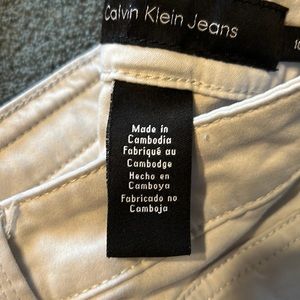 Calvin Klein Jeans
Made in
Cambodia
Fabriqué au
Cambodge
Hecho en
Camboya
Fabricado no
Camboja